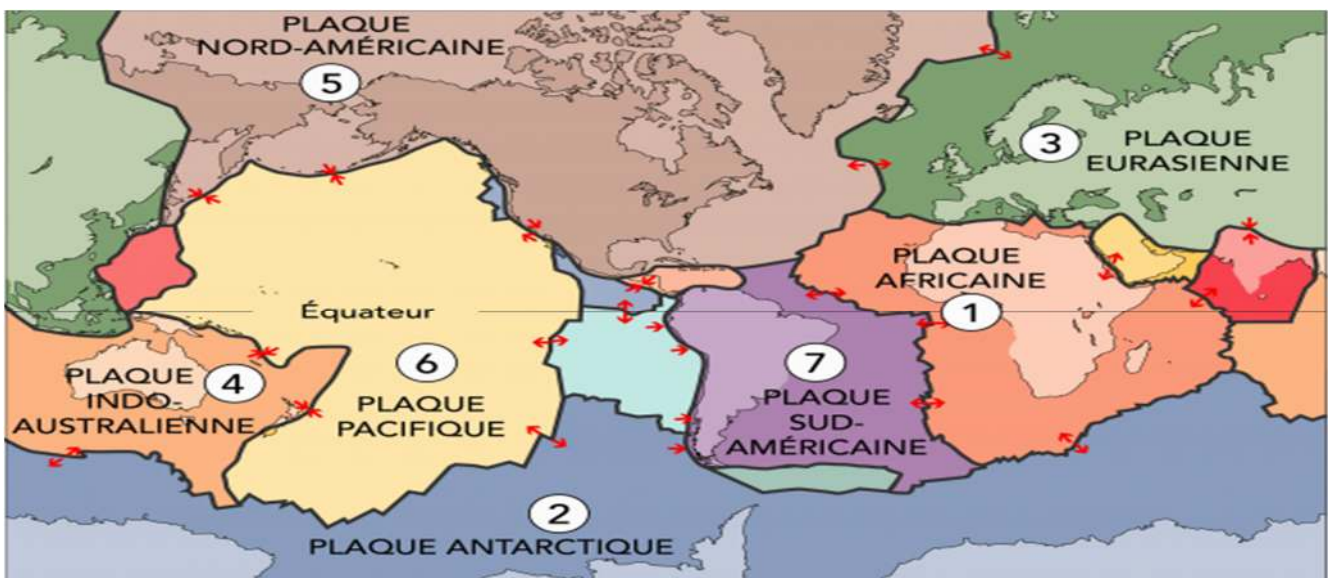 PLAQUE
NORD-AMÉRICAINE
5
3
PLAQUE
EURASIENNE
PLAQUE
AFRICAINE
1
Équateur
PLAQUE
INDO-
AUSTRALIENNE
4
6
PLAQUE
PACIFIQUE
7
PLAQUE
SUD-
AMÉRICAINE
2
PLAQUE ANTARCTIQUE